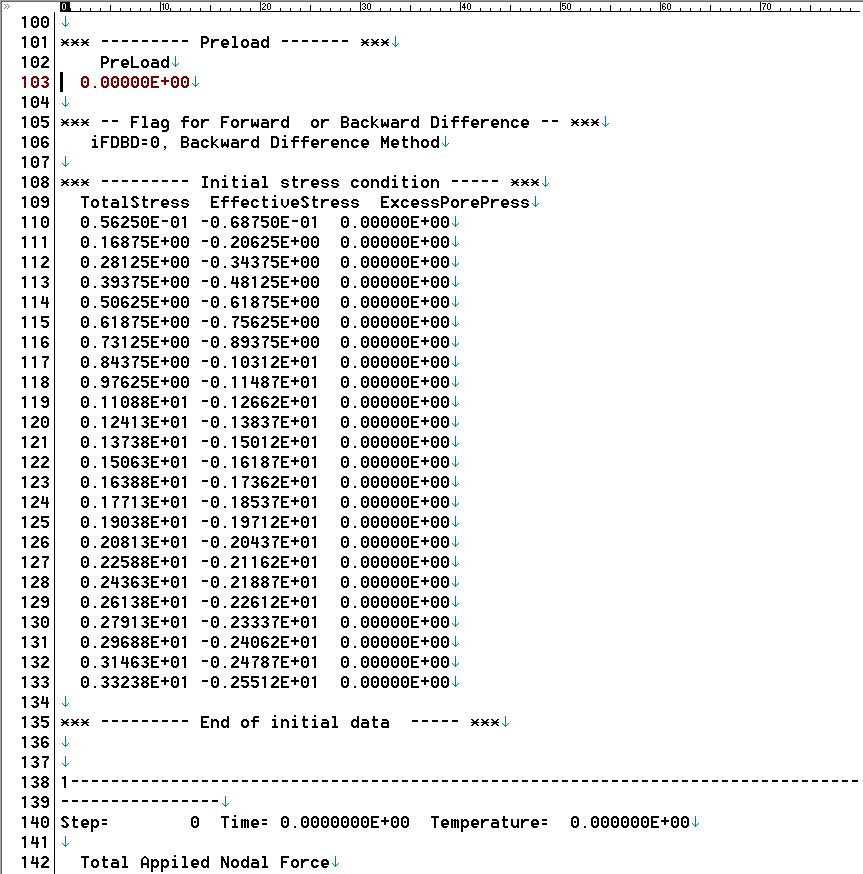 0 10 20 30 40 50 60 70
100 ↓
101 *** --------- Preload ------- ***↓
102 PreLoad↓
103 0.00000E+00↓
104 ↓
105 *** -- Flag for Forward  or Backward Difference -- ***↓
106 iFDBD=0, Backward Difference Method↓
107 ↓
108 *** --------- Initial stress condition ----- ***↓
109 TotalStress  EffectiveStress  ExcessPorePress↓
110 0.56250E-01 -0.68750E-01  0.00000E+00↓
111 0.16875E+00 -0.20625E+00  0.00000E+00↓
112 0.28125E+00 -0.34375E+00  0.00000E+00↓
113 0.39375E+00 -0.48125E+00  0.00000E+00↓
114 0.50625E+00 -0.61875E+00  0.00000E+00↓
115 0.61875E+00 -0.75625E+00  0.00000E+00↓
116 0.73125E+00 -0.89375E+00  0.00000E+00↓
117 0.84375E+00 -0.10312E+01  0.00000E+00↓
118 0.97625E+00 -0.11487E+01  0.00000E+00↓
119 0.11088E+01 -0.12662E+01  0.00000E+00↓
120 0.12413E+01 -0.13837E+01  0.00000E+00↓
121 0.13738E+01 -0.15012E+01  0.00000E+00↓
122 0.15063E+01 -0.16187E+01  0.00000E+00↓
123 0.16388E+01 -0.17362E+01  0.00000E+00↓
124 0.17713E+01 -0.18537E+01  0.00000E+00↓
125 0.19038E+01 -0.19712E+01  0.00000E+00↓
126 0.20813E+01 -0.20437E+01  0.00000E+00↓
127 0.22588E+01 -0.21162E+01  0.00000E+00↓
128 0.24363E+01 -0.21887E+01  0.00000E+00↓
129 0.26138E+01 -0.22612E+01  0.00000E+00↓
130 0.27913E+01 -0.23337E+01  0.00000E+00↓
131 0.29688E+01 -0.24062E+01  0.00000E+00↓
132 0.31463E+01 -0.24787E+01  0.00000E+00↓
133 0.33238E+01 -0.25512E+01  0.00000E+00↓
134 ↓
135 *** --------- End of initial data  ----- ***↓
136 ↓
137 ↓
138 1-------------------------------------------------------------------------------
139 ----------------↓
140 Step=        0  Time= 0.0000000E+00  Temperature=  0.000000E+00↓
141 ↓
142 Total Appiled Nodal Force↓